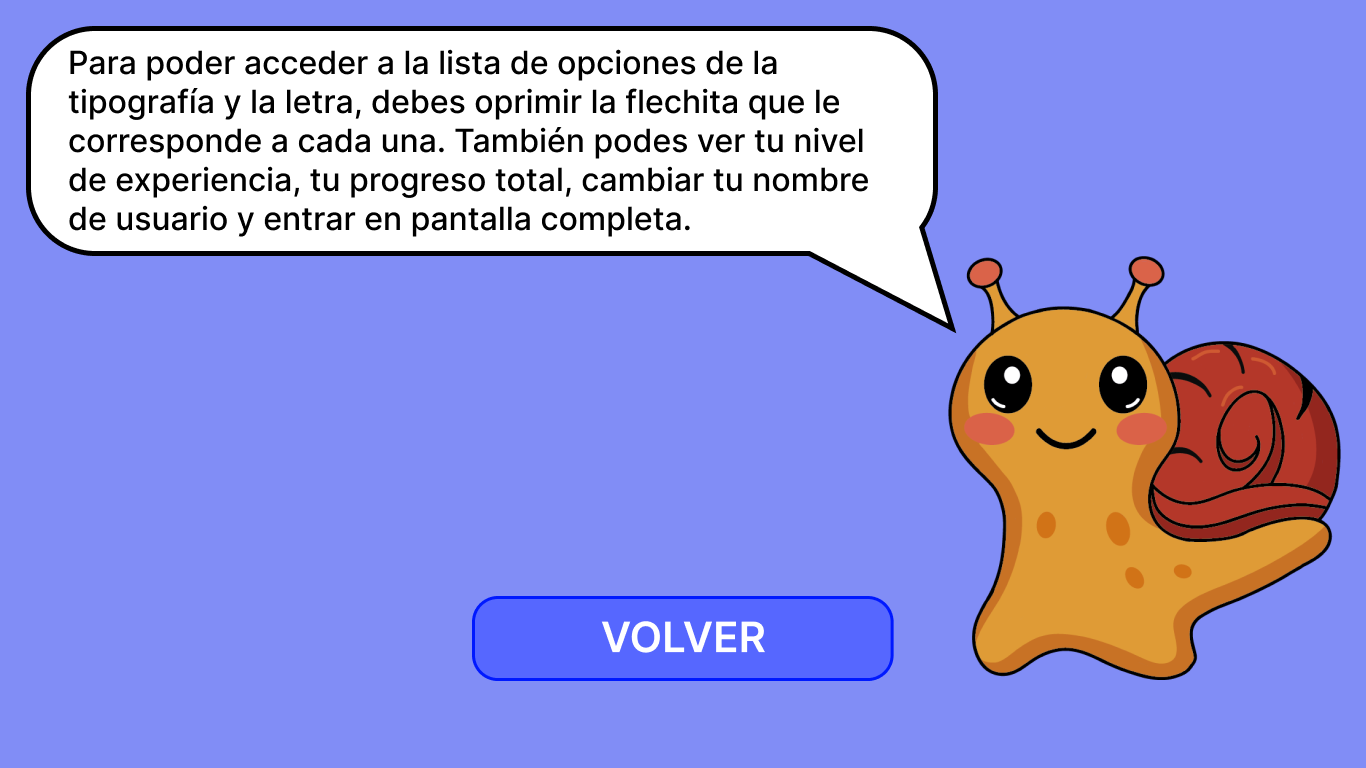 Para poder acceder a la lista de opciones de la
tipografía y la letra, debes oprimir la flechita que le
corresponde a cada una. También podes ver tu nivel
de experiencia, tu progreso total, cambiar tu nombre
de usuario y entrar en pantalla completa.
VOLVER